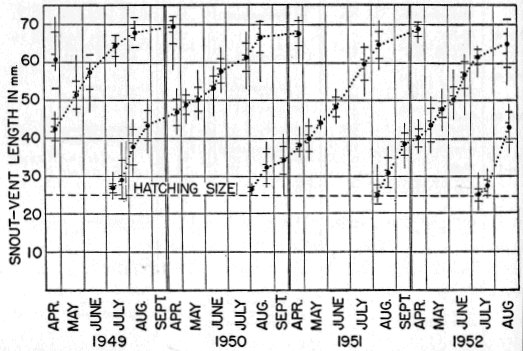 SNOUT-VENT LENGTH IN mm.
70
60
50
40
30
20
10
HATCHING SIZE
APR. MAY JUNE JULY AUG. SEPT. APR. MAY JUNE JULY AUG. SEPT. APR. MAY JUNE JULY AUG. SEPT. APR. MAY JUNE JULY AUG
1949 1950 1951 1952